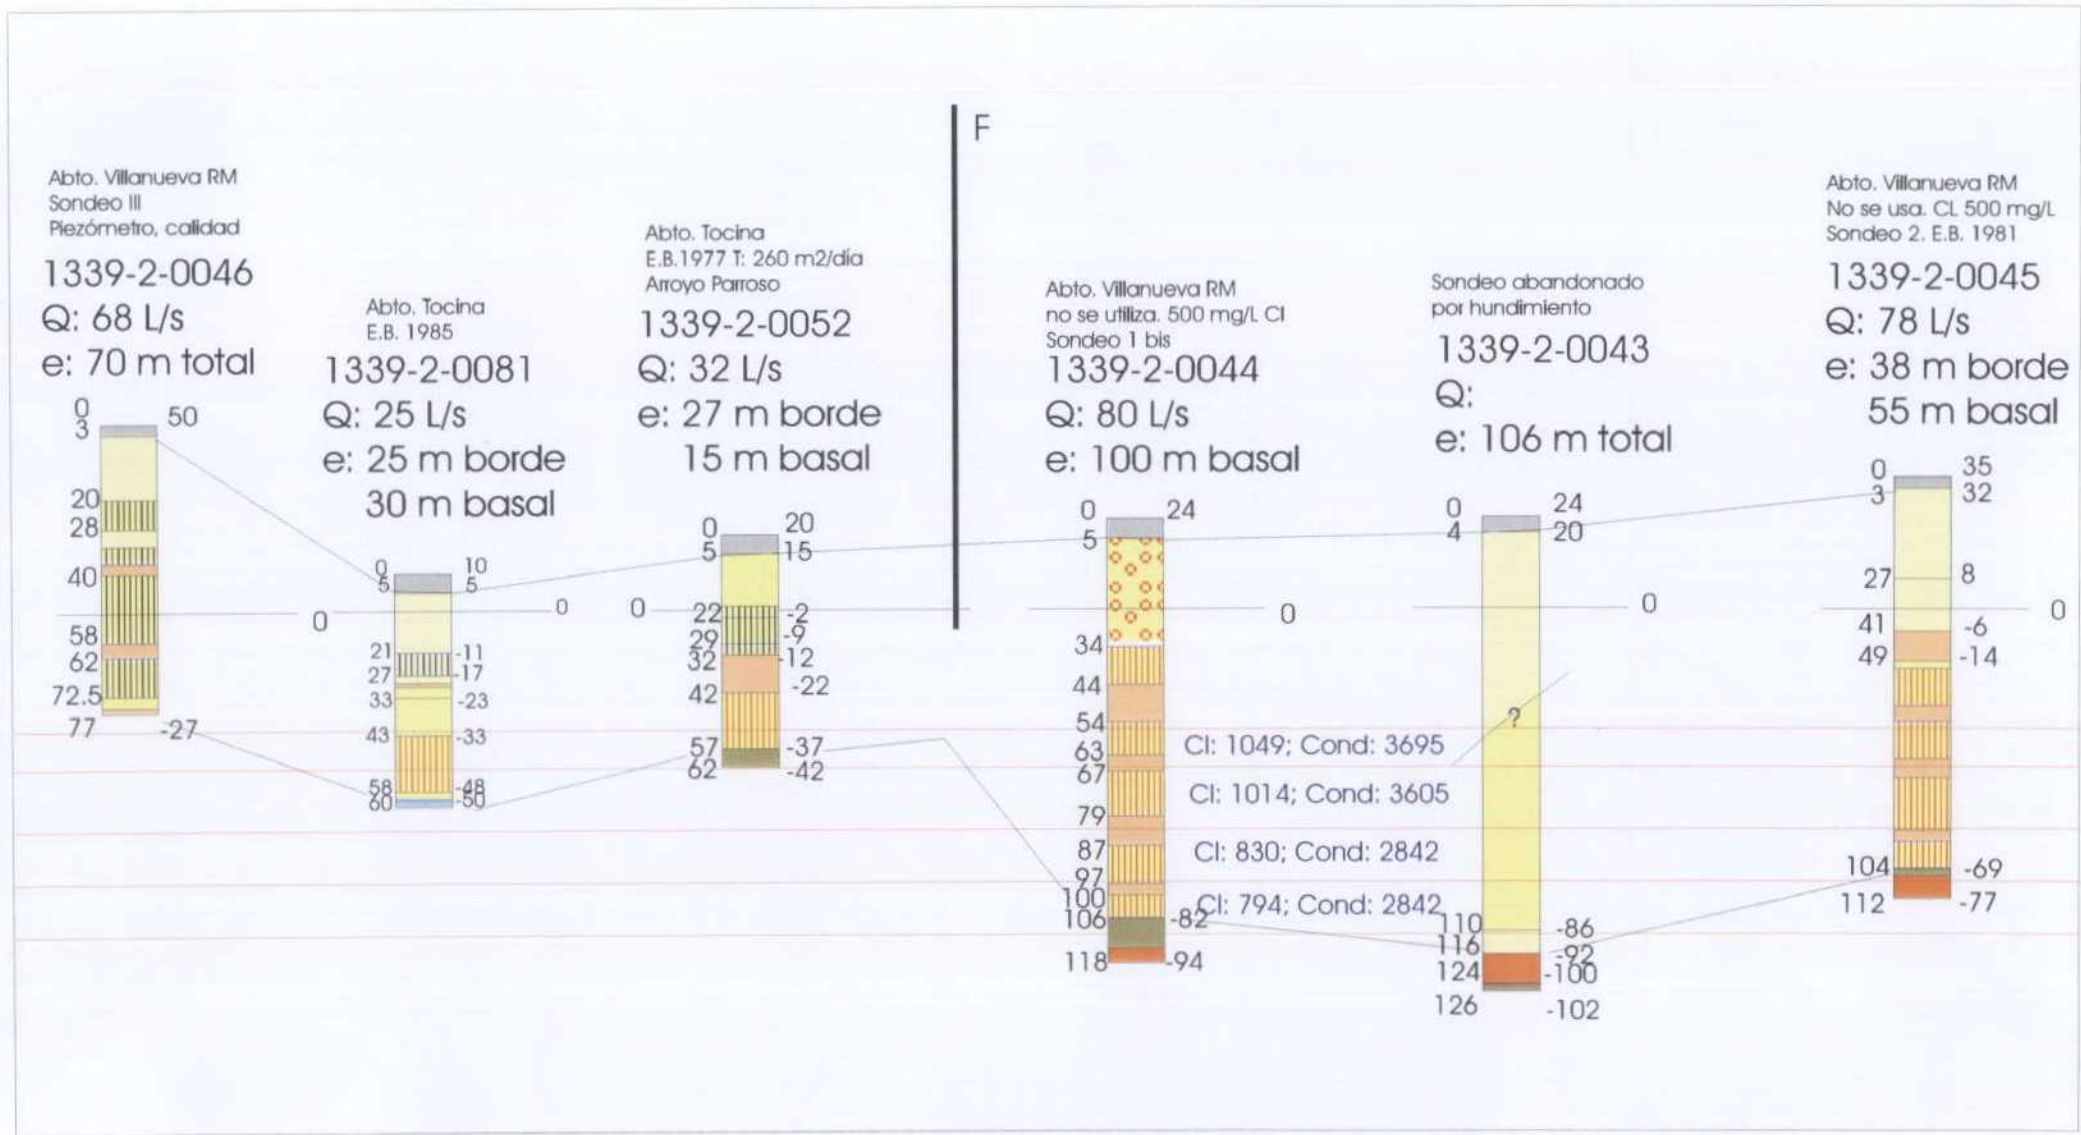 F
Abto. Villanueva RM
Sondeo III
Piezómetro, calidad
1339-2-0046
Q: 68 L/s
e: 70 m total
0
3
50
20
28
40
58
62
72.5
77
-27
0
Abto. Tocina
E.B. 1985
1339-2-0081
Q: 25 L/s
e: 25 m borde
30 m basal
0
5
10
5
0
21
27
33
43
58
60
-11
-17
-23
-33
-48
-50
Abto. Tocina
E.B.1977 T: 260 m2/día
Arroyo Parroso
1339-2-0052
Q: 32 L/s
e: 27 m borde
15 m basal
0
5
20
15
0
22
29
32
42
57
62
-2
-9
-12
-22
-37
-42
Abto. Villanueva RM
no se utiliza. 500 mg/L Cl
Sondeo 1 bis
1339-2-0044
Q: 80 L/s
e: 100 m basal
0
5
24
0
34
44
54
63
67
79
87
97
100
106
118
-82
-94
Cl: 1049; Cond: 3695
Cl: 1014; Cond: 3605
Cl: 830; Cond: 2842
Cl: 794; Cond: 2842
Sondeo abandonado
por hundimiento
1339-2-0043
Q:
e: 106 m total
0
4
24
20
0
?
110
116
124
126
-86
-92
-100
-102
Abto. Villanueva RM
No se usa. CL 500 mg/L
Sondeo 2. E.B. 1981
1339-2-0045
Q: 78 L/s
e: 38 m borde
55 m basal
0
3
35
32
27
8
0
41
49
-6
-14
104
112
-69
-77